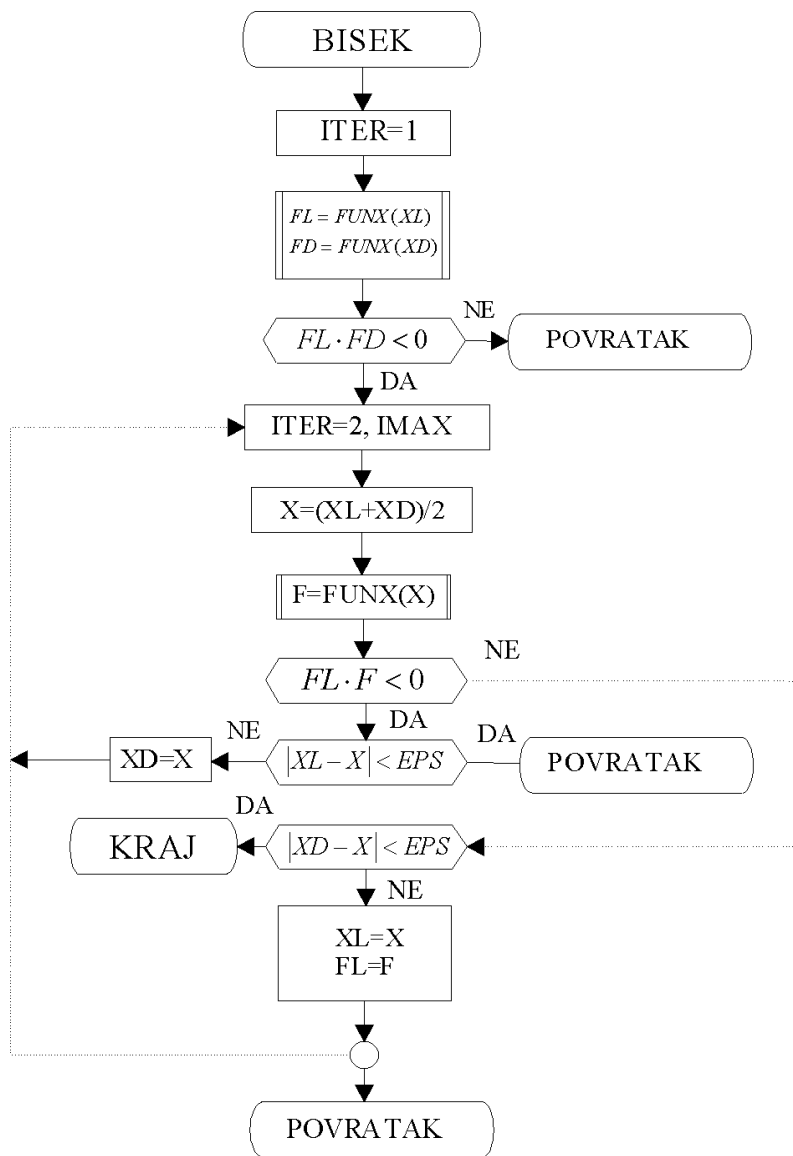 BISEK
ITER=1
FL = FUNX(XL)
FD = FUNX(XD)
FL·FD<0
NE
POVRATAK
DA
ITER=2, IMAX
X=(XL+XD)/2
F=FUNX(X)
FL·F<0
NE
DA
XD=X
NE
|XL−X|<EPS
DA
POVRATAK
DA
KRAJ
|XD−X|<EPS
NE
XL=X
FL=F
POVRATAK